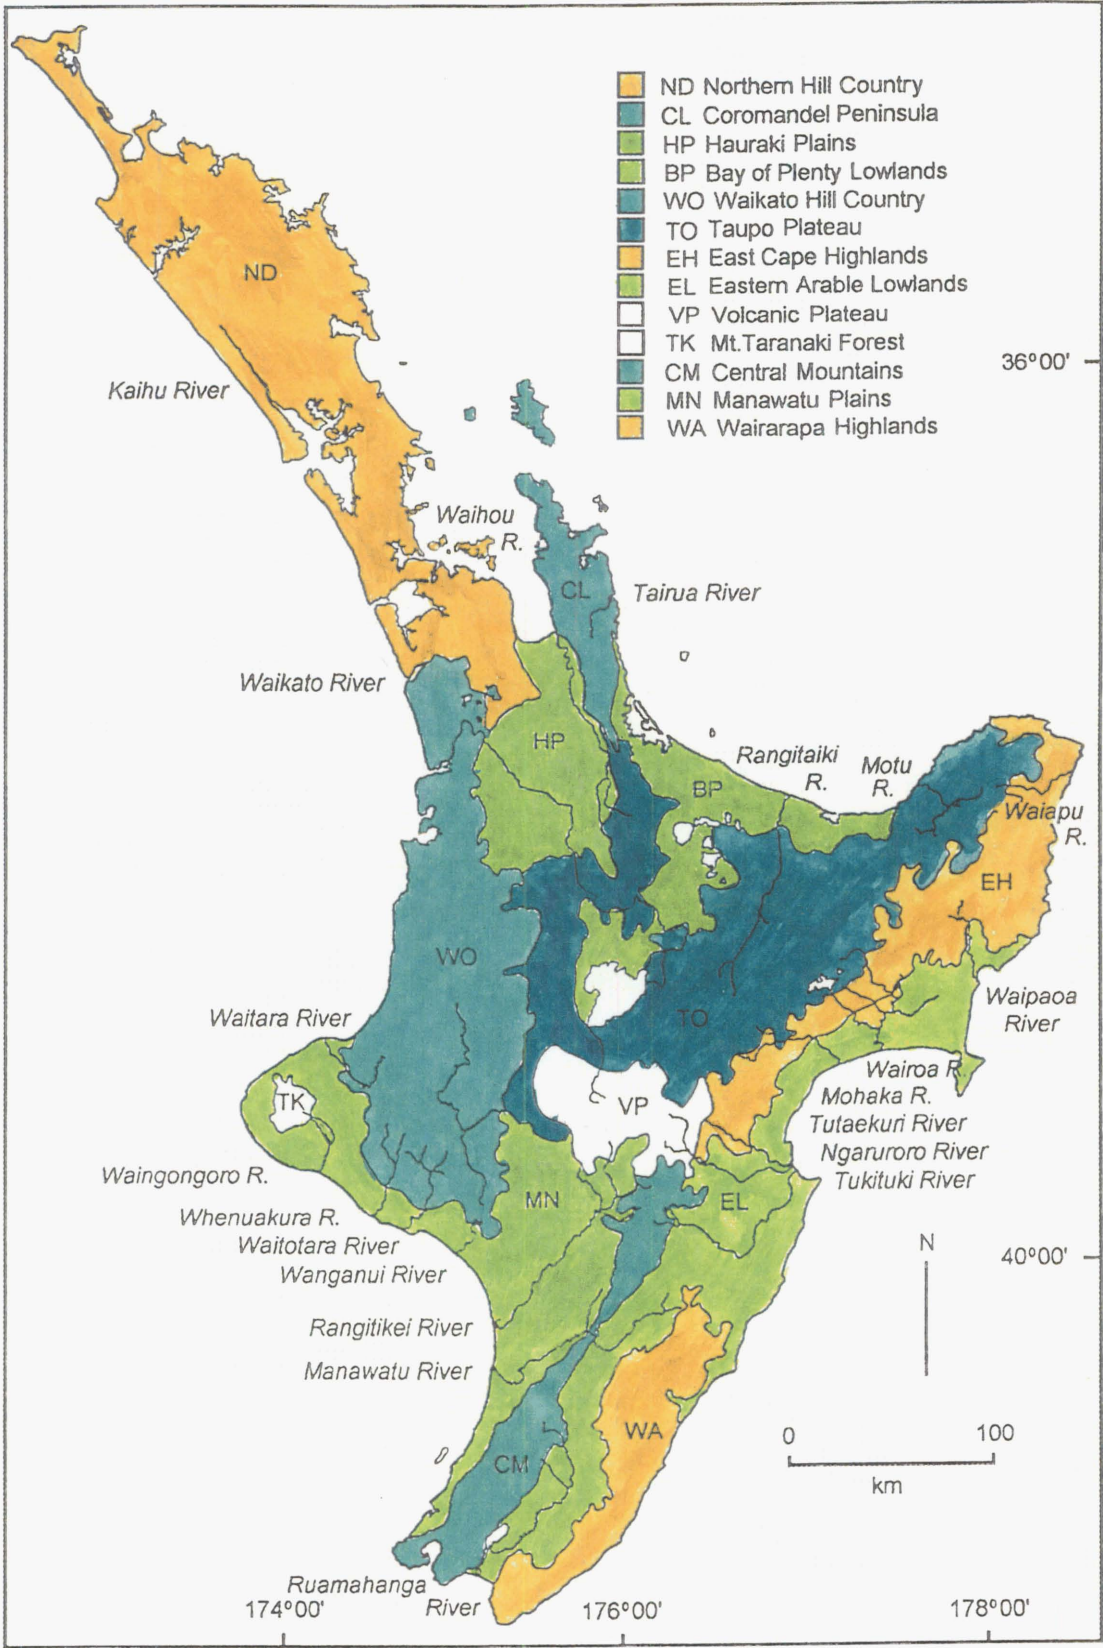 ND Northern Hill Country
CL Coromandel Peninsula
HP Hauraki Plains
BP Bay of Plenty Lowlands
WO Waikato Hill Country
TO Taupo Plateau
EH East Cape Highlands
EL Eastern Arable Lowlands
VP Volcanic Plateau
TK Mt.Taranaki Forest
CM Central Mountains
MN Manawatu Plains
WA Wairarapa Highlands
ND
36°00'
Kaihu River
Waihou
R.
CL
Tairua River
Waikato River
HP
Rangitaiki
R.
Motu
R.
BP
Waiapu
R.
EH
WO
Waipaoa
River
Waitara River
TO
Wairoa R.
Mohaka R.
TK
VP
Tutaekuri River
Ngaruroro River
Tukituki River
Waingongoro R.
MN
EL
Whenuakura R.
Waitotara River
Wanganui River
N
40°00'
Rangitikei River
Manawatu River
WA
0 100
km
CM
Ruamahanga
River
174°00' 176°00' 178°00'